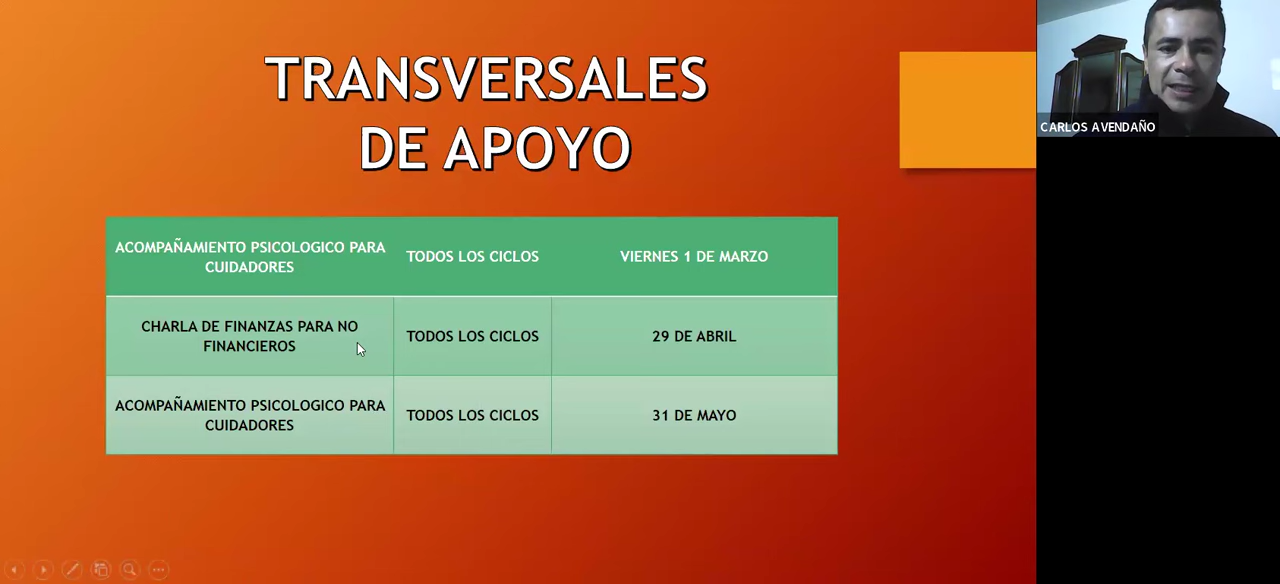 TRANSVERSALES
DE APOYO
CARLOS AVENDAÑO
ACOMPAÑAMIENTO PSICOLOGICO PARA
CUIDADORES
TODOS LOS CICLOS
VIERNES 1 DE MARZO
CHARLA DE FINANZAS PARA NO
FINANCIEROS
TODOS LOS CICLOS
29 DE ABRIL
ACOMPAÑAMIENTO PSICOLOGICO PARA
CUIDADORES
TODOS LOS CICLOS
31 DE MAYO